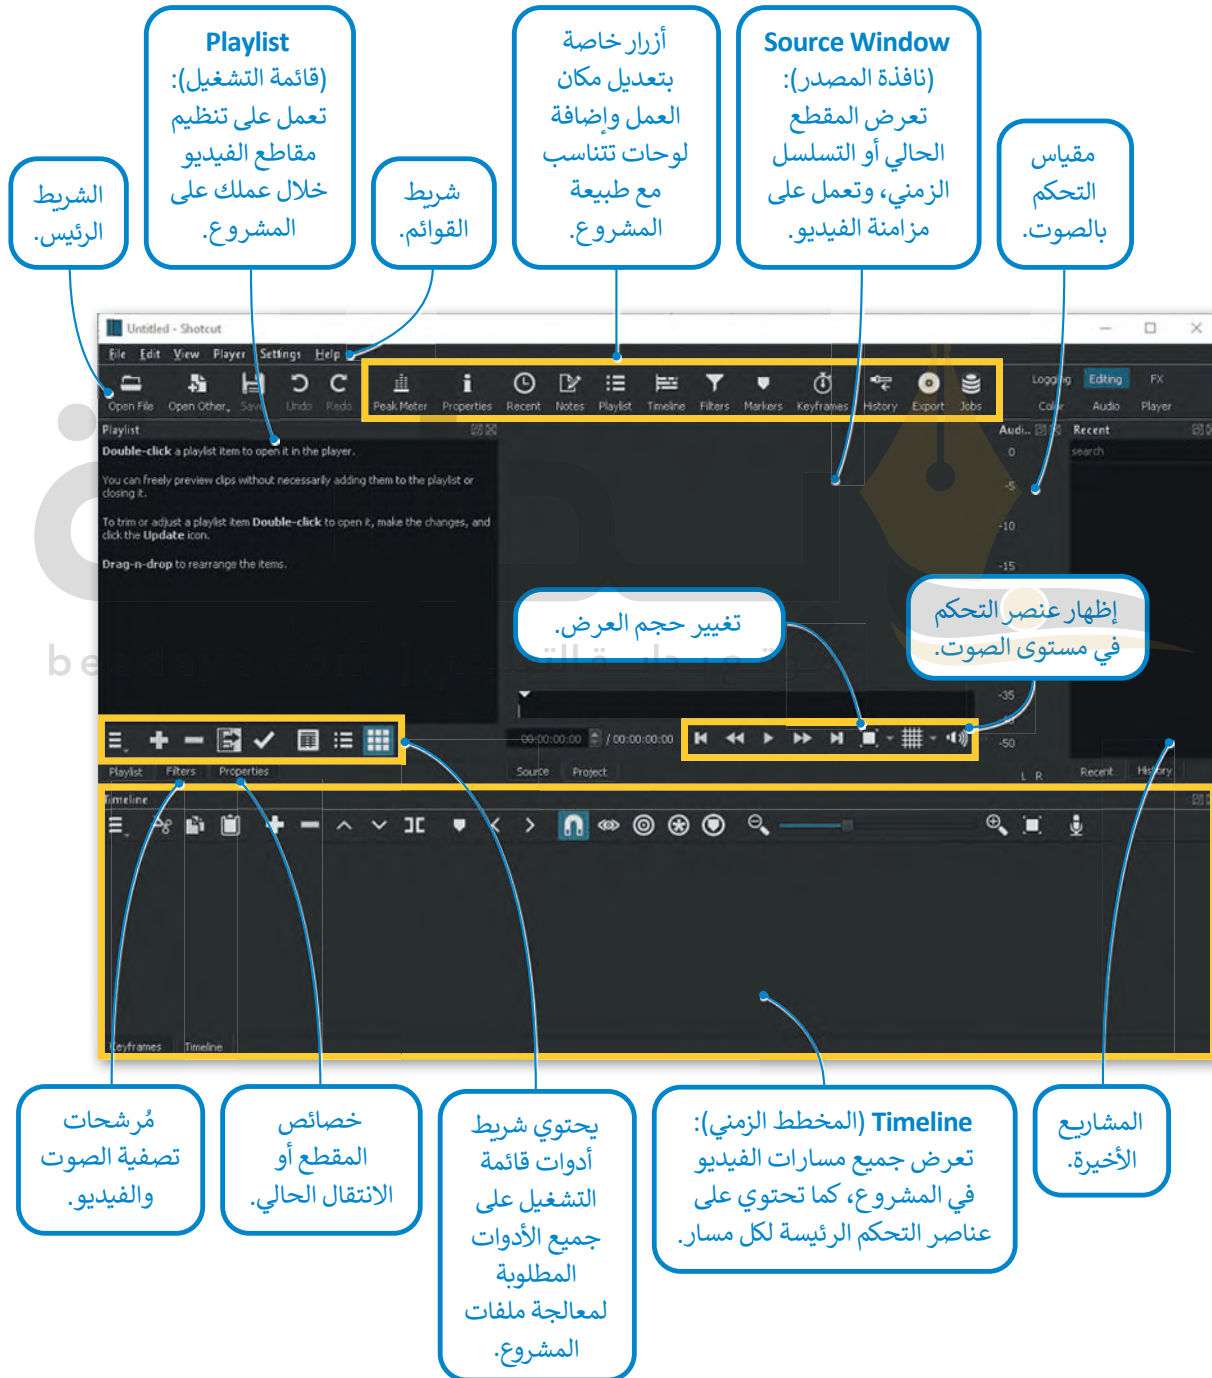 Playlist
(قائمة التشغيل):
تعمل على تنظيم
مقاطع الفيديو
خلال عملك على
المشروع.
أزرار خاصة
بتعديل مكان
العمل وإضافة
لوحات تتناسب
مع طبيعة
المشروع.
Source Window
(نافذة المصدر):
تعرض المقطع
الحالي أو التسلسل
الزمني، وتعمل على
مزامنة الفيديو.
مقياس
التحكم
بالصوت.
شريط
القوائم.
الشريط
الرئيس.
Untitled - Shotcut
File Edit View Player Settings Help
Open File Open Other... Save Undo Redo Peak Meter Properties Recent Notes Playlist Timeline Filters Markers Keyframes History Export Jobs
Logging Editing FX
Color Audio Player
Playlist
Audi...
Recent
search
Double-click a playlist item to open it in the player.
You can freely preview clips without necessarily adding them to the playlist or
closing it.
To trim or adjust a playlist item Double-click to open it, make the changes, and
click the Update icon.
Drag-n-drop to rearrange the items.
0
-5
-10
-15
-35
-50
L R
إظهار عنصر التحكم
في مستوى الصوت.
تغيير حجم العرض.
00:00:00:00 / 00:00:00:00
Playlist Filters Properties
Source Project
Recent History
Timeline
Keyframes Timeline
مُرشحات
تصفية الصوت
والفيديو.
خصائص
المقطع أو
الانتقال الحالي.
يحتوي شريط
أدوات قائمة
التشغيل على
جميع الأدوات
المطلوبة
لمعالجة ملفات
المشروع.
Timeline (المخطط الزمني):
تعرض جميع مسارات الفيديو
في المشروع، كما تحتوي على
عناصر التحكم الرئيسة لكل مسار.
المشاريع
الأخيرة.